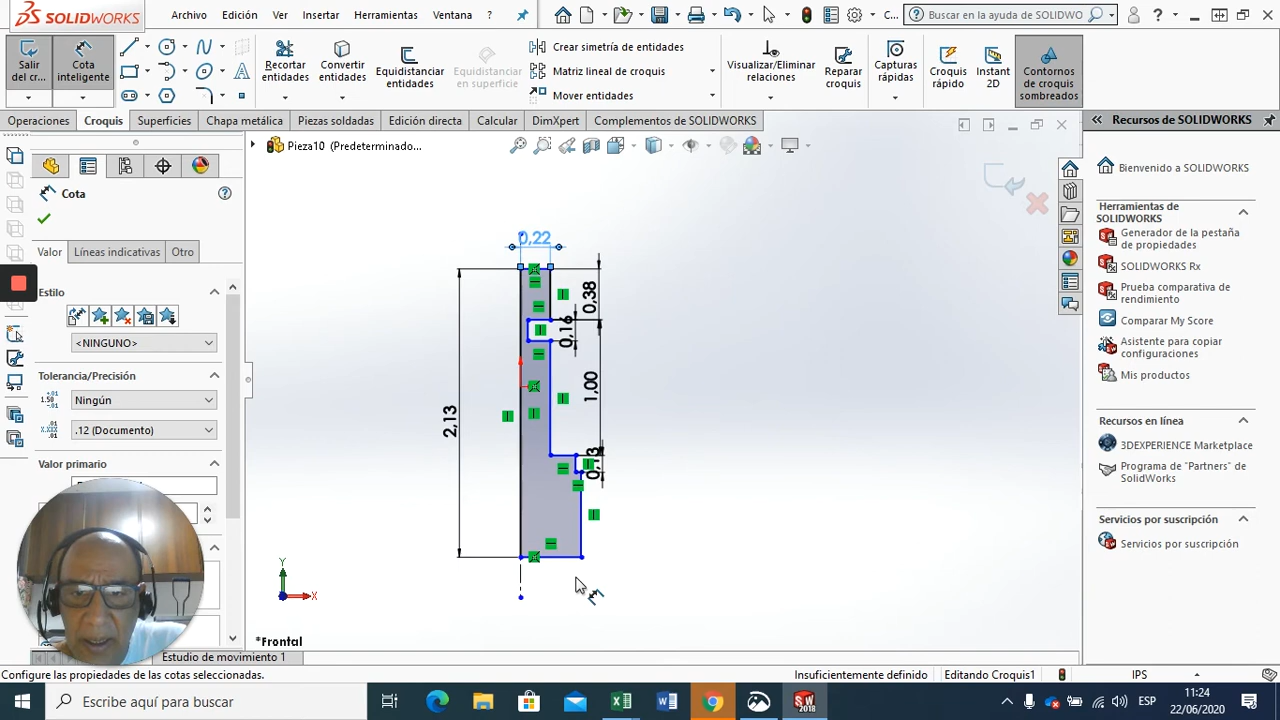 SOLIDWORKS
Archivo Edición Ver Insertar Herramientas Ventana
C...
Buscar en la ayuda de SOLIDWO
Salir del cr...
Cota inteligente
Recortar entidades
Convertir entidades
Equidistanciar entidades
Equidistanciar en superficie
Crear simetría de entidades
Matriz lineal de croquis
Mover entidades
Visualizar/Eliminar relaciones
Reparar croquis
Capturas rápidas
Croquis rápido
Instant 2D
Contornos de croquis sombreados
Operaciones Croquis Superficies Chapa metálica Piezas soldadas Edición directa Calcular DimXpert Complementos de SOLIDWORKS
Recursos de SOLIDWORKS
Pieza10 (Predeterminado...
Bienvenido a SOLIDWORKS
Cota
Herramientas de SOLIDWORKS
Generador de la pestaña de propiedades
Valor Líneas indicativas Otro
SOLIDWORKS Rx
Prueba comparativa de rendimiento
Comparar My Score
Asistente para copiar configuraciones
Mis productos
Estilo
<NINGUNO>
Tolerancia/Precisión
1.50
Ningún
.12 (Documento)
Valor primario
Recursos en línea
3DEXPERIENCE Marketplace
Programa de "Partners" de SolidWorks
Servicios por suscripción
Servicios por suscripción
0,22
0,38
0,16
1,00
2,13
0,13
Y
X
*Frontal
Estudio de movimiento 1
Configure las propiedades de las cotas seleccionadas.
Insuficientemente definido
Editando Croquis1
IPS
Escribe aquí para buscar
SW
2018
ESP
11:24
22/06/2020